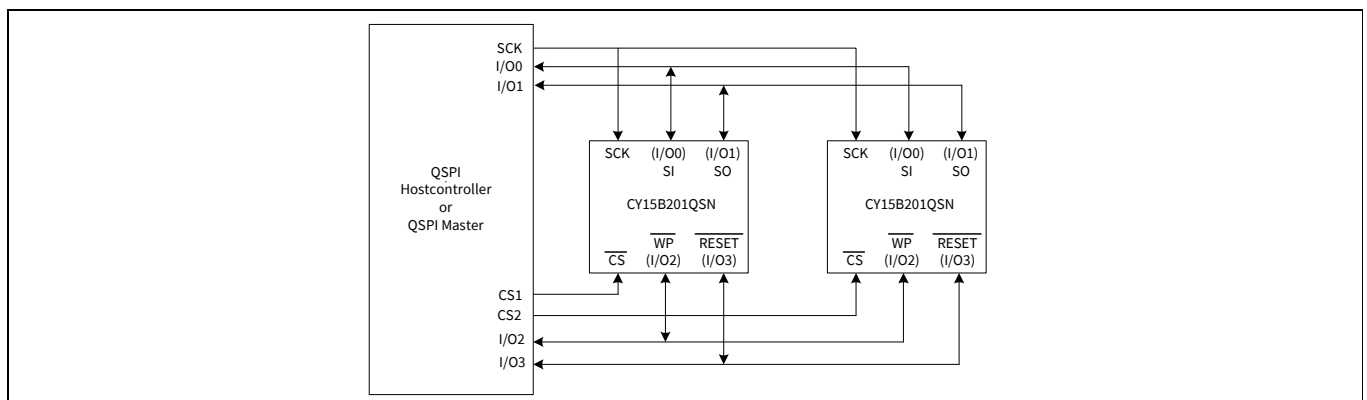 SCK
I/O0
I/O1
QSPI
Hostcontroller
or
QSPI Master
CS1
CS2
I/O2
I/O3
SCK (I/O0) (I/O1)
SI SO
CY15B201QSN
WP RESET
CS (I/O2) (I/O3)
SCK (I/O0) (I/O1)
SI SO
CY15B201QSN
WP RESET
CS (I/O2) (I/O3)